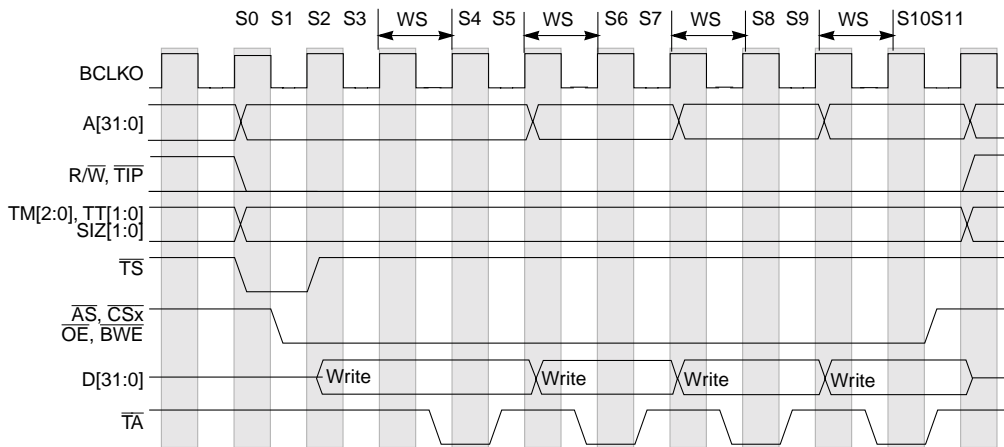 S0 S1 S2 S3 WS S4 S5 WS S6 S7 WS S8 S9 WS S10S11
BCLKO
A[31:0]
R/W, TIP
TM[2:0], TT[1:0]
SIZ[1:0]
TS
AS, CSx
OE, BWE
D[31:0] Write Write Write Write
TA